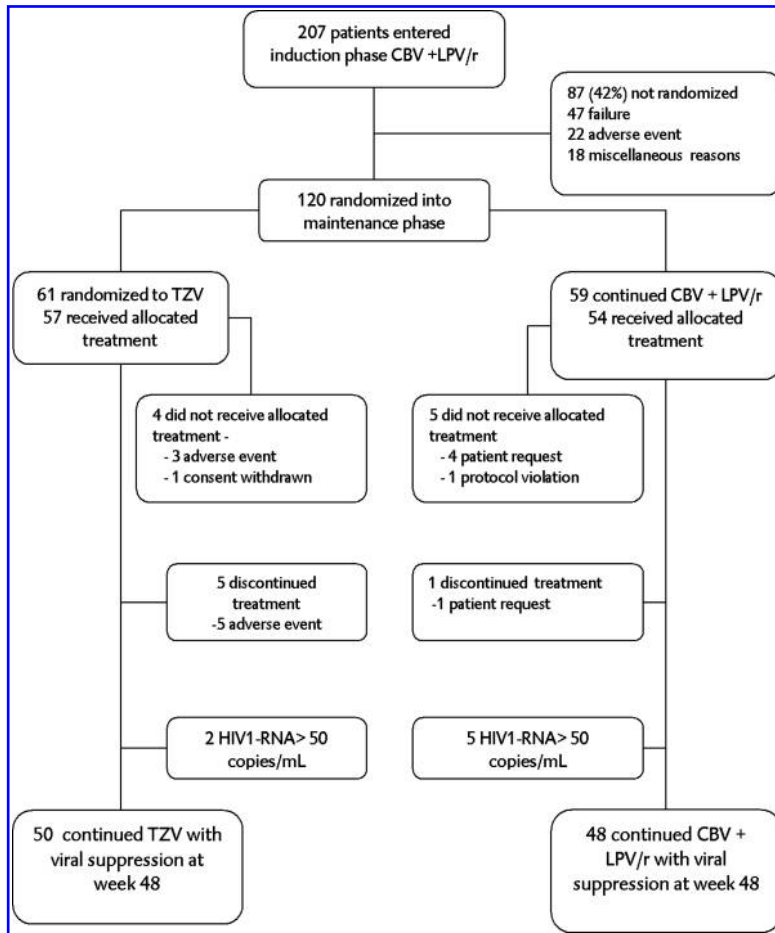 207 patients entered
induction phase CBV +LPV/r
87 (42%) not randomized
47 failure
22 adverse event
18 miscellaneous reasons
120 randomized into
maintenance phase
61 randomized to TZV
57 received allocated
treatment
59 continued CBV + LPV/r
54 received allocated
treatment
4 did not receive allocated
treatment -
- 3 adverse event
- 1 consent withdrawn
5 did not receive allocated
treatment
- 4 patient request
- 1 protocol violation
5 discontinued
treatment
-5 adverse event
1 discontinued treatment
-1 patient request
2 HIV1-RNA> 50
copies/mL
5 HIV1-RNA> 50
copies/mL
50 continued TZV with
viral suppression at
week 48
48 continued CBV +
LPV/r with viral
suppression at week 48